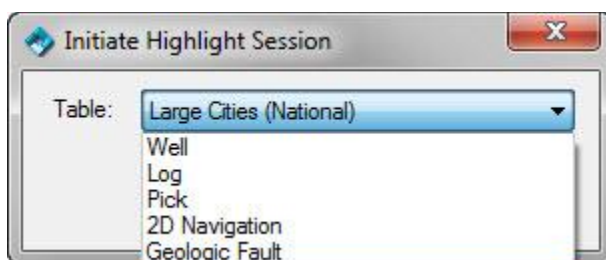 Initiate Highlight Session
Table: Large Cities (National)
Well
Log
Pick
2D Navigation
Geologic Fault